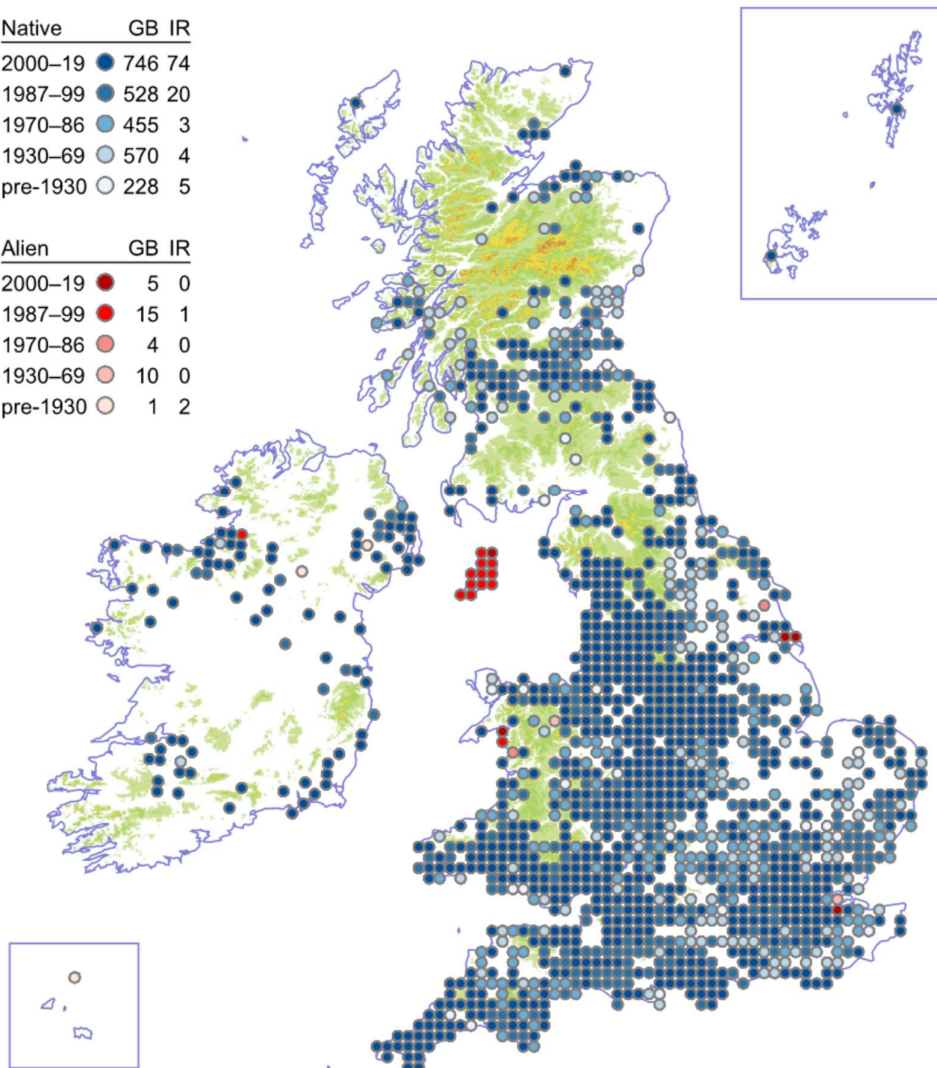 Native GB IR
2000–19 746 74
1987–99 528 20
1970–86 455 3
1930–69 570 4
pre-1930 228 5
Alien GB IR
2000–19 5 0
1987–99 15 1
1970–86 4 0
1930–69 10 0
pre-1930 1 2